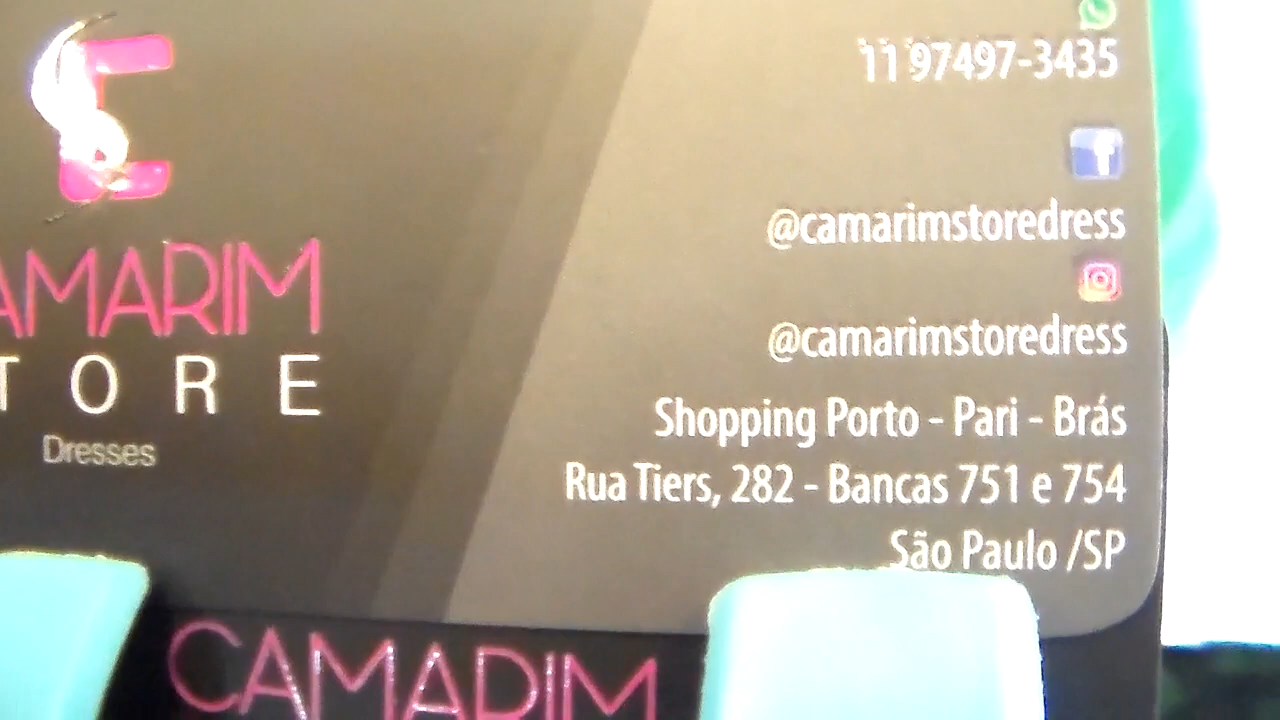 11 97497-3435
@camarimstoredress
@camarimstoredress
Shopping Porto - Pari - Brás
Rua Tiers, 282 - Bancas 751 e 754
São Paulo /SP
AMARIM
TORE
Dresses
CAMARIM